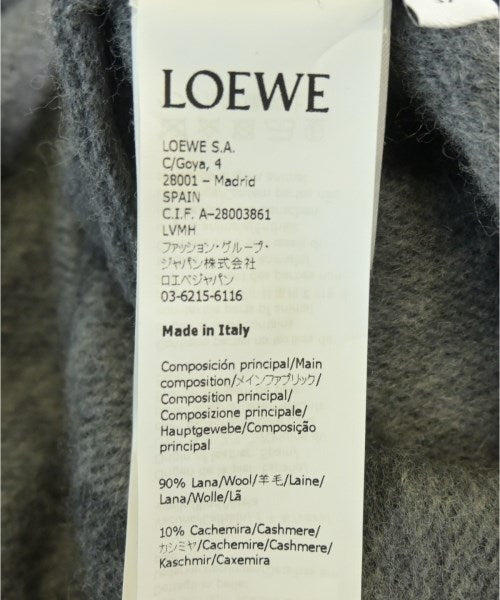 LOEWE
LOEWE S.A.
C/Goya, 4
28001 – Madrid
SPAIN
C.I.F. A–28003861
LVMH
ファッション・グループ・
ジャパン株式会社
ロエベジャパン
03-6215-6116
Made in Italy
Composición principal/Main
composition/メインファブリック/
Composition principal/
Composizione principale/
Hauptgewebe/Composição
principal
90% Lana/Wool/羊毛/Laine/
Lana/Wolle/Lã
10% Cachemira/Cashmere/
カシミヤ/Cachemire/Cashmere/
Kaschmir/Caxemira